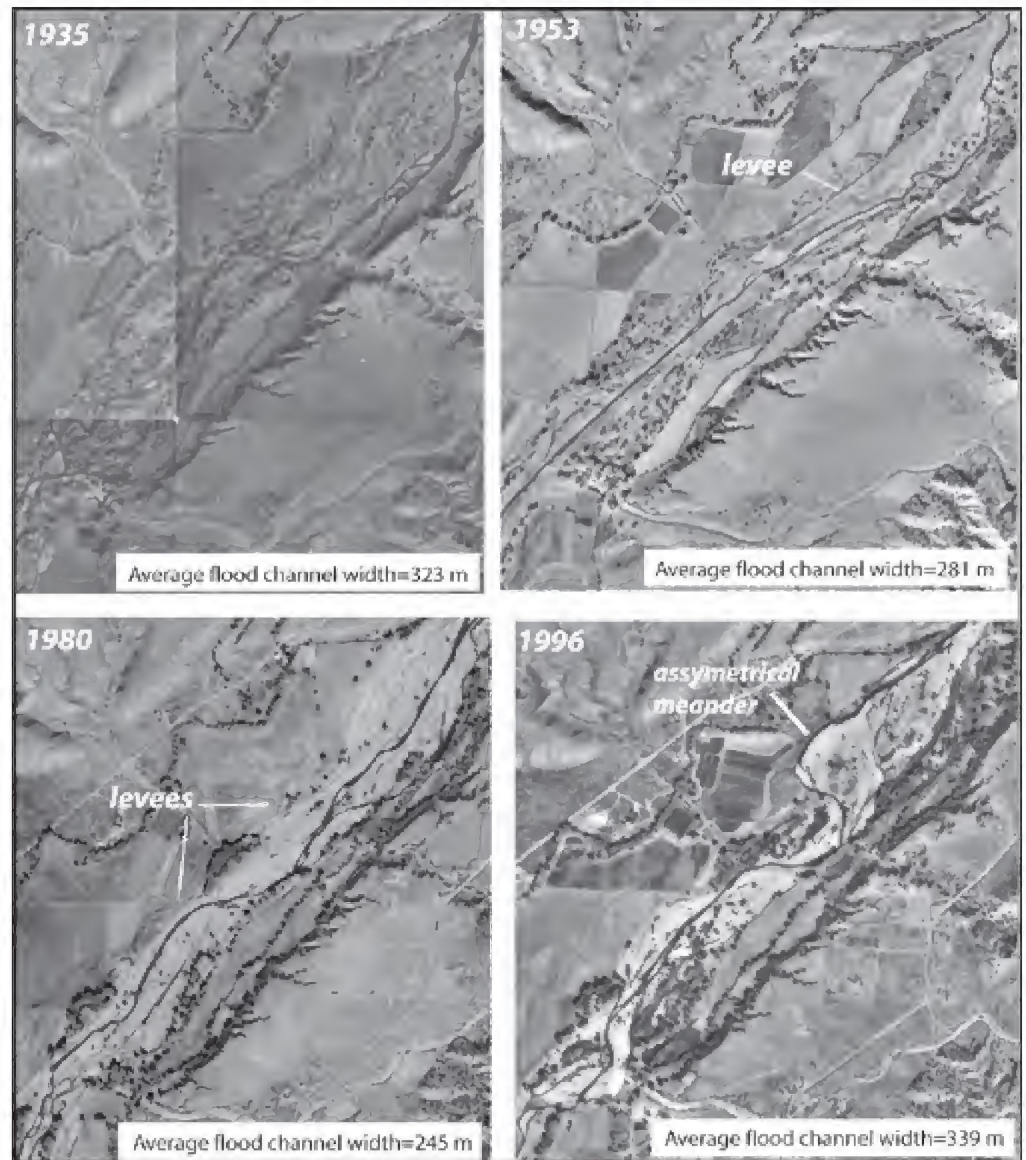 1935
Average flood channel width=323 m
1953
levee
Average flood channel width=281 m
1980
levees
Average flood channel width=245 m
1996
assymetrical
meander
Average flood channel width=339 m